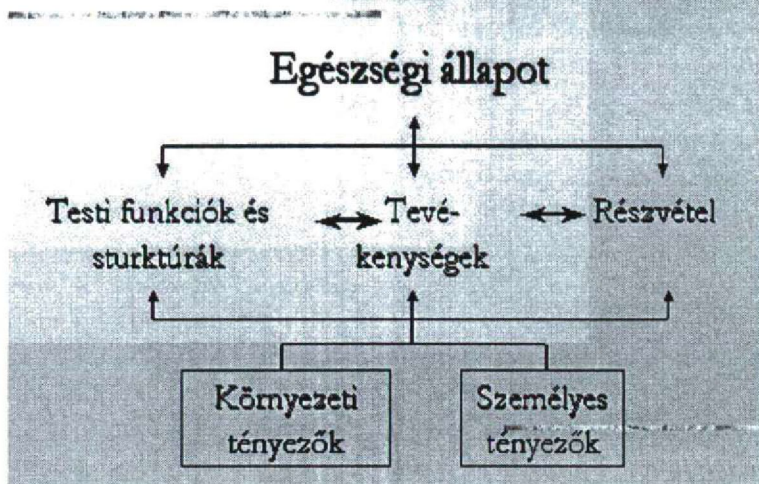 Egészségi állapot
Testi funkciók és
sturktúrák
Tevé-
kenységek
Részvétel
Környezeti
tényezők
Személyes
tényezők